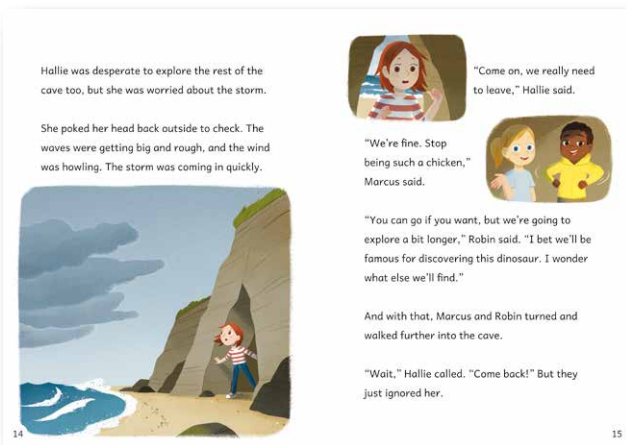 Hallie was desperate to explore the rest of the
cave too, but she was worried about the storm.
She poked her head back outside to check. The
waves were getting big and rough, and the wind
was howling. The storm was coming in quickly.
14
“Come on, we really need
to leave,” Hallie said.
“We’re fine. Stop
being such a chicken,”
Marcus said.
“You can go if you want, but we’re going to
explore a bit longer,” Robin said. “I bet we’ll be
famous for discovering this dinosaur. I wonder
what else we’ll find.”
And with that, Marcus and Robin turned and
walked further into the cave.
“Wait,” Hallie called. “Come back!” But they
just ignored her.
15